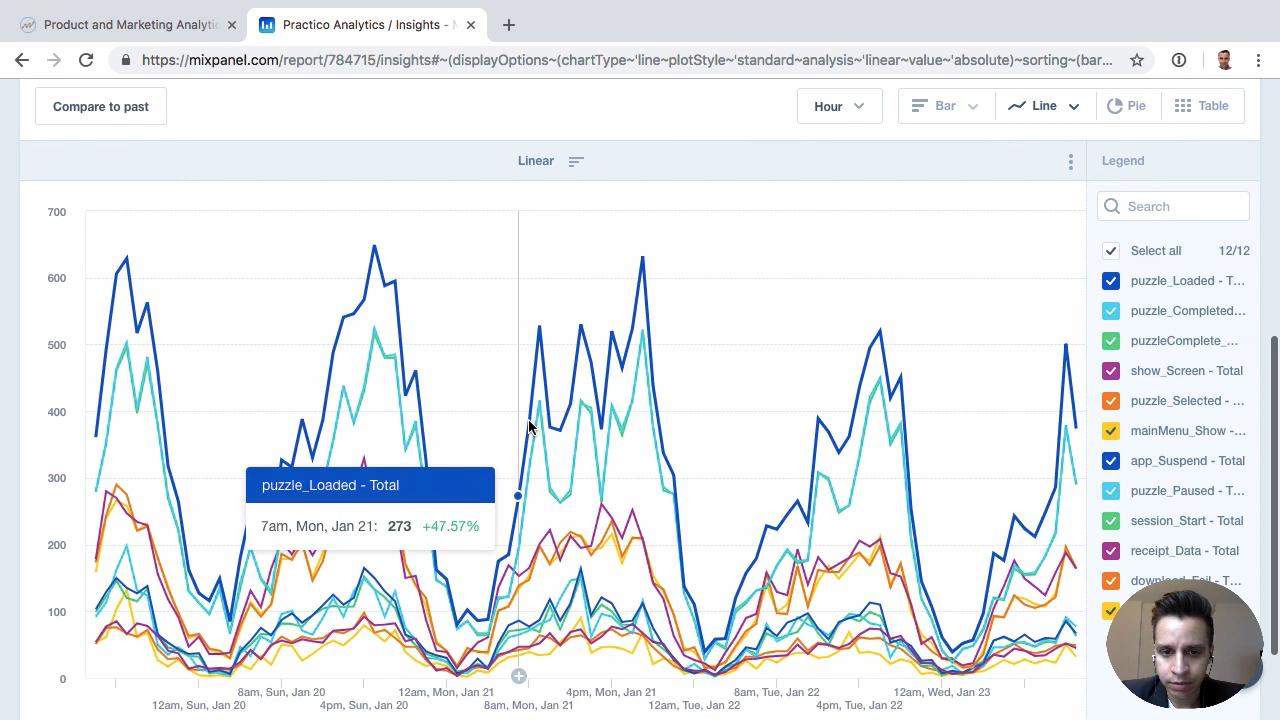 Product and Marketing Analytic
Practico Analytics / Insights - M
https://mixpanel.com/report/784715/insights#~(displayOptions~(chartType~'line~plotStyle~'standard~analysis~'linear~value~'absolute)~sorting~(bar...
Compare to past
Hour
Bar
Line
Pie
Table
Linear
Legend
Search
Select all 12/12
puzzle_Loaded - T...
puzzle_Completed...
puzzleComplete_...
show_Screen - Total
puzzle_Selected - ...
mainMenu_Show -...
app_Suspend - Total
puzzle_Paused - T...
session_Start - Total
receipt_Data - Total
download_Fail - T...
700
600
500
400
300
200
100
0
puzzle_Loaded - Total
7am, Mon, Jan 21: 273 +47.57%
12am, Sun, Jan 20
8am, Sun, Jan 20
4pm, Sun, Jan 20
12am, Mon, Jan 21
8am, Mon, Jan 21
4pm, Mon, Jan 21
12am, Tue, Jan 22
8am, Tue, Jan 22
4pm, Tue, Jan 22
12am, Wed, Jan 23